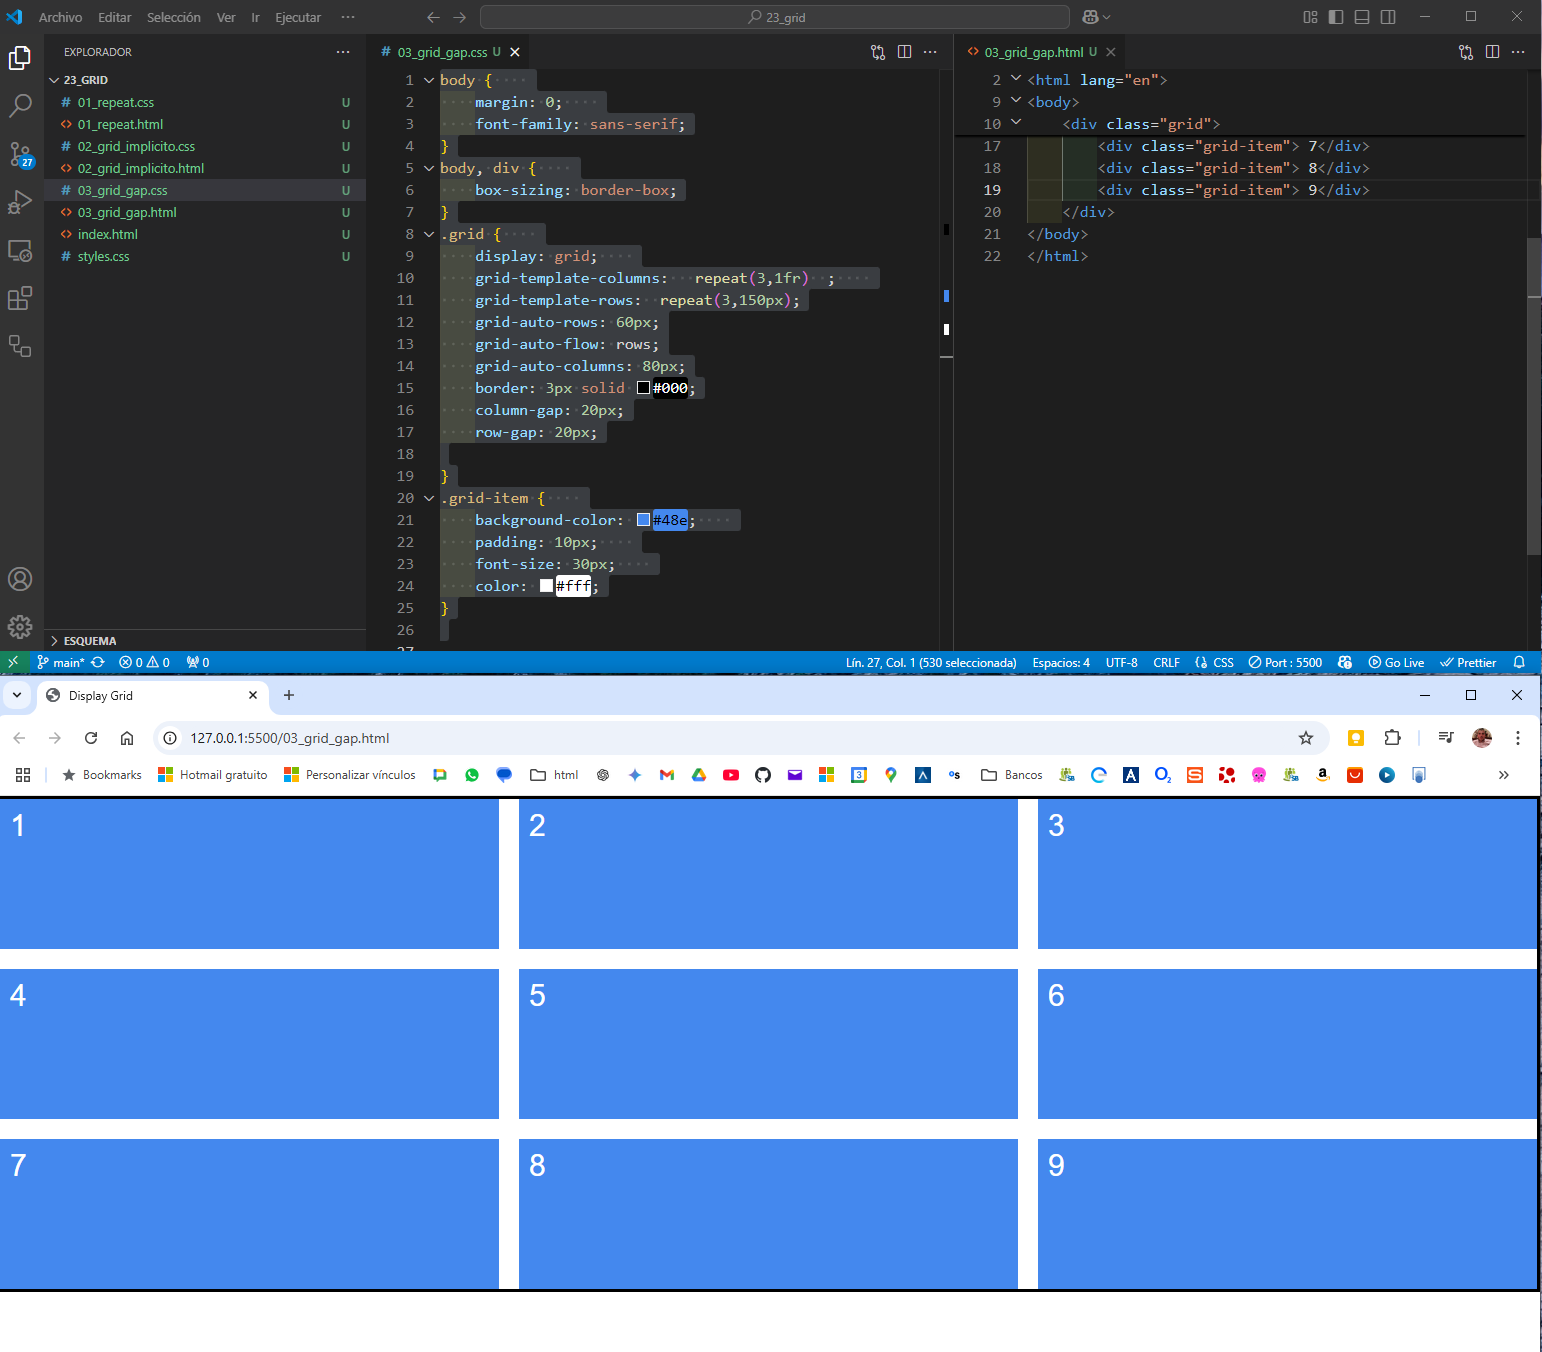 Archivo Editar Selección Ver Ir Ejecutar ···
23_grid
EXPLORADOR
23_GRID
# 01_repeat.css U
<> 01_repeat.html U
# 02_grid_implicito.css U
<> 02_grid_implicito.html U
# 03_grid_gap.css U
<> 03_grid_gap.html U
<> index.html U
# styles.css U
27
ESQUEMA
# 03_grid_gap.css U
1 body {
2 margin: 0;
3 font-family: sans-serif;
4 }
5 body, div {
6 box-sizing: border-box;
7 }
8 .grid {
9 display: grid;
10 grid-template-columns: repeat(3,1fr) ;
11 grid-template-rows: repeat(3,150px);
12 grid-auto-rows: 60px;
13 grid-auto-flow: rows;
14 grid-auto-columns: 80px;
15 border: 3px solid #000;
16 column-gap: 20px;
17 row-gap: 20px;
18
19 }
20 .grid-item {
21 background-color: #48e;
22 padding: 10px;
23 font-size: 30px;
24 color: #fff;
25 }
26
27
<> 03_grid_gap.html U
2 <html lang="en">
9 <body>
10 <div class="grid">
17 <div class="grid-item"> 7</div>
18 <div class="grid-item"> 8</div>
19 <div class="grid-item"> 9</div>
20 </div>
21 </body>
22 </html>
main* 0 0 0 Lín. 27, Col. 1 (530 seleccionada) Espacios: 4 UTF-8 CRLF CSS Port : 5500 Go Live Prettier
Display Grid
127.0.0.1:5500/03_grid_gap.html
Bookmarks Hotmail gratuito Personalizar vínculos html Bancos
1 2 3
4 5 6
7 8 9